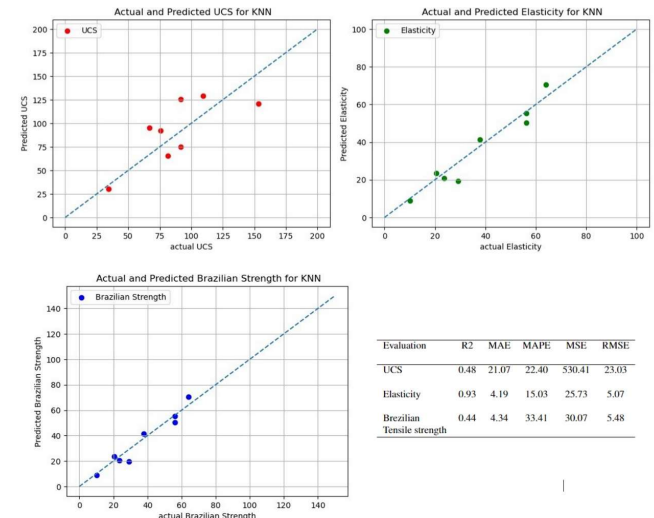 Actual and Predicted UCS for KNN
UCS
Predicted UCS
200
175
150
125
100
75
50
25
0
0 25 50 75 100 125 150 175 200
actual UCS
Actual and Predicted Elasticity for KNN
Elasticity
Predicted Elasticity
100
80
60
40
20
0
0 20 40 60 80 100
actual Elasticity
Actual and Predicted Brazilian Strength for KNN
Brazilian Strength
Predicted Brazilian Strength
140
120
100
80
60
40
20
0
0 20 40 60 80 100 120 140
actual Brazilian Strength
Evaluation R2 MAE MAPE MSE RMSE
UCS 0.48 21.07 22.40 530.41 23.03
Elasticity 0.93 4.19 15.03 25.73 5.07
Brezilian 0.44 4.34 33.41 30.07 5.48
Tensile strength